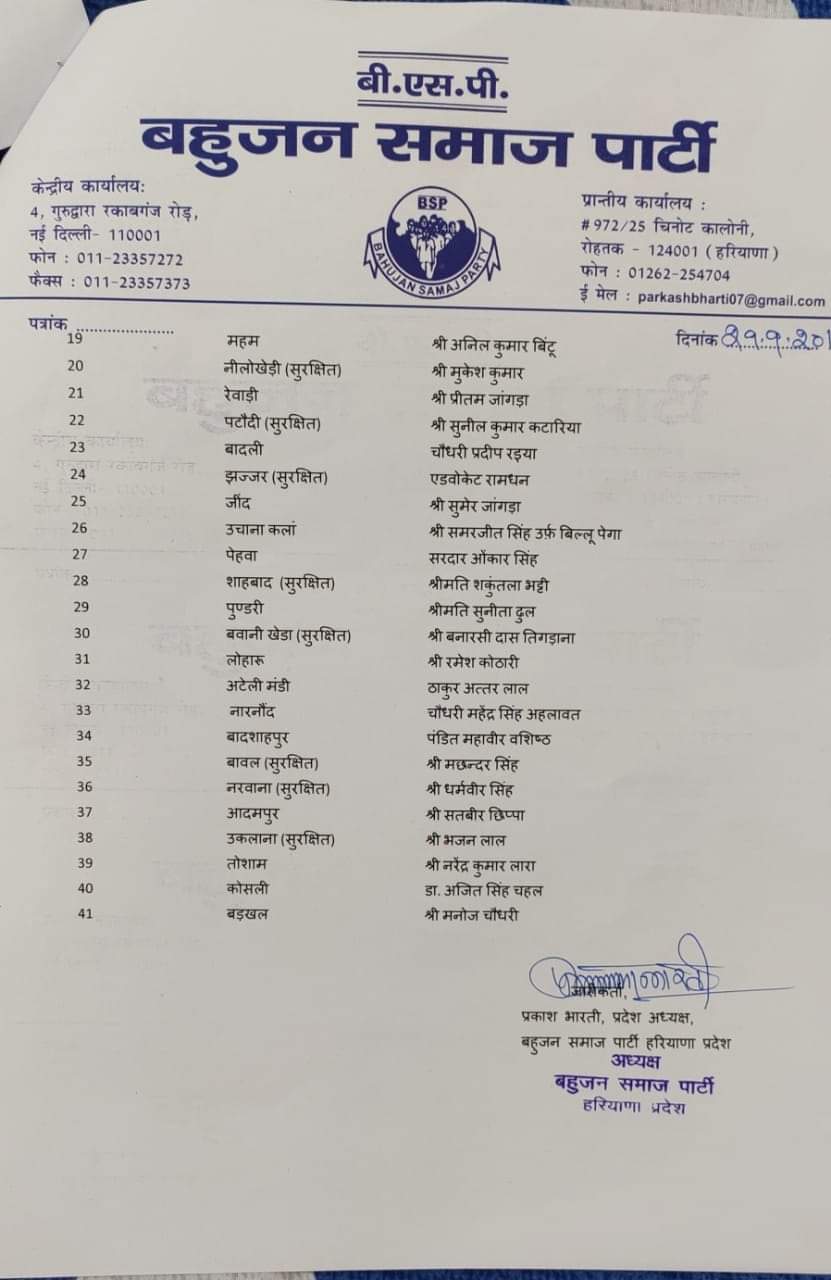 बी.एस.पी.
बहुजन समाज पार्टी
केन्द्रीय कार्यालय:
4, गुरुद्वारा रकाबगंज रोड़,
नई दिल्ली- 110001
फोन : 011-23357272
फैक्स : 011-23357373
BSP
BAHUJAN SAMAJ PARTY
प्रान्तीय कार्यालय :
# 972/25 चिनोट कालोनी,
रोहतक - 124001 ( हरियाणा )
फोन : 01262-254704
ई मेल : parkashbharti07@gmail.com
पत्रांक ......................
दिनांक 29.9.201
19 महम श्री अनिल कुमार बिंटू
20 नीलोखेड़ी (सुरक्षित) श्री मुकेश कुमार
21 रेवाड़ी श्री प्रीतम जांगड़ा
22 पटौदी (सुरक्षित) श्री सुनील कुमार कटारिया
23 बादली चौधरी प्रदीप रइया
24 झज्जर (सुरक्षित) एडवोकेट रामधन
25 जींद श्री सुमेर जांगड़ा
26 उचाना कलां श्री समरजीत सिंह उर्फ़ बिल्लू पेगा
27 पेहवा सरदार ओंकार सिंह
28 शाहबाद (सुरक्षित) श्रीमति शकुंतला भट्टी
29 पुण्डरी श्रीमति सुनीता ढुल
30 बवानी खेडा (सुरक्षित) श्री बनारसी दास तिगड़ाना
31 लोहारू श्री रमेश कोठारी
32 अटेली मंडी ठाकुर अत्तर लाल
33 नारनौंद चौधरी महेंद्र सिंह अहलावत
34 बादशाहपुर पंडित महावीर वशिष्ठ
35 बावल (सुरक्षित) श्री मछन्दर सिंह
36 नरवाना (सुरक्षित) श्री धर्मवीर सिंह
37 आदमपुर श्री सतबीर छिप्पा
38 उकलाना (सुरक्षित) श्री भजन लाल
39 तोशाम श्री नरेंद्र कुमार लारा
40 कोसली डा. अजित सिंह चहल
41 बड़खल श्री मनोज चौधरी
जारीकर्ता,
प्रकाश भारती, प्रदेश अध्यक्ष,
बहुजन समाज पार्टी हरियाणा प्रदेश
अध्यक्ष
बहुजन समाज पार्टी
हरियाणा प्रदेश